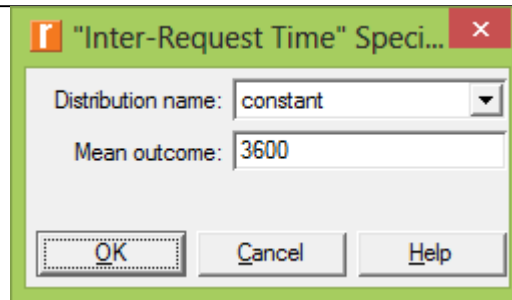 "Inter-Request Time" Speci...
Distribution name: constant
Mean outcome: 3600
OK Cancel Help